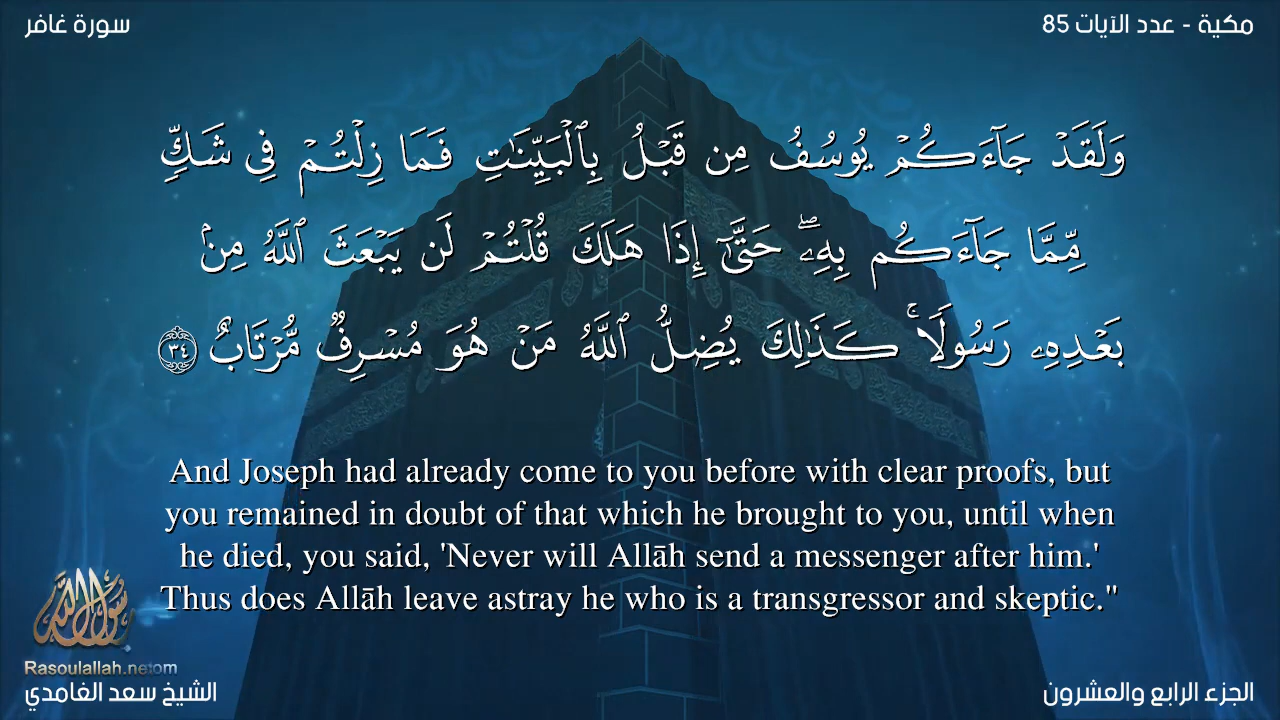 مكية - عدد الآيات 85
سورة غافر
وَلَقَدْ جَآءَكُمْ يُوسُفُ مِن قَبْلُ بِٱلْبَيِّنَٰتِ فَمَا زِلْتُمْ فِى شَكٍّ
مِّمَّا جَآءَكُم بِهِۦ ۖ حَتَّىٰٓ إِذَا هَلَكَ قُلْتُمْ لَن يَبْعَثَ ٱللَّهُ مِنۢ
بَعْدِهِۦ رَسُولًا ۚ كَذَٰلِكَ يُضِلُّ ٱللَّهُ مَنْ هُوَ مُسْرِفٌ مُّرْتَابٌ ٣٤
And Joseph had already come to you before with clear proofs, but
you remained in doubt of that which he brought to you, until when
he died, you said, 'Never will Allāh send a messenger after him.'
Thus does Allāh leave astray he who is a transgressor and skeptic."
رسول الله
Rasoulallah.net
الجزء الرابع والعشرون
الشيخ سعد الغامدي